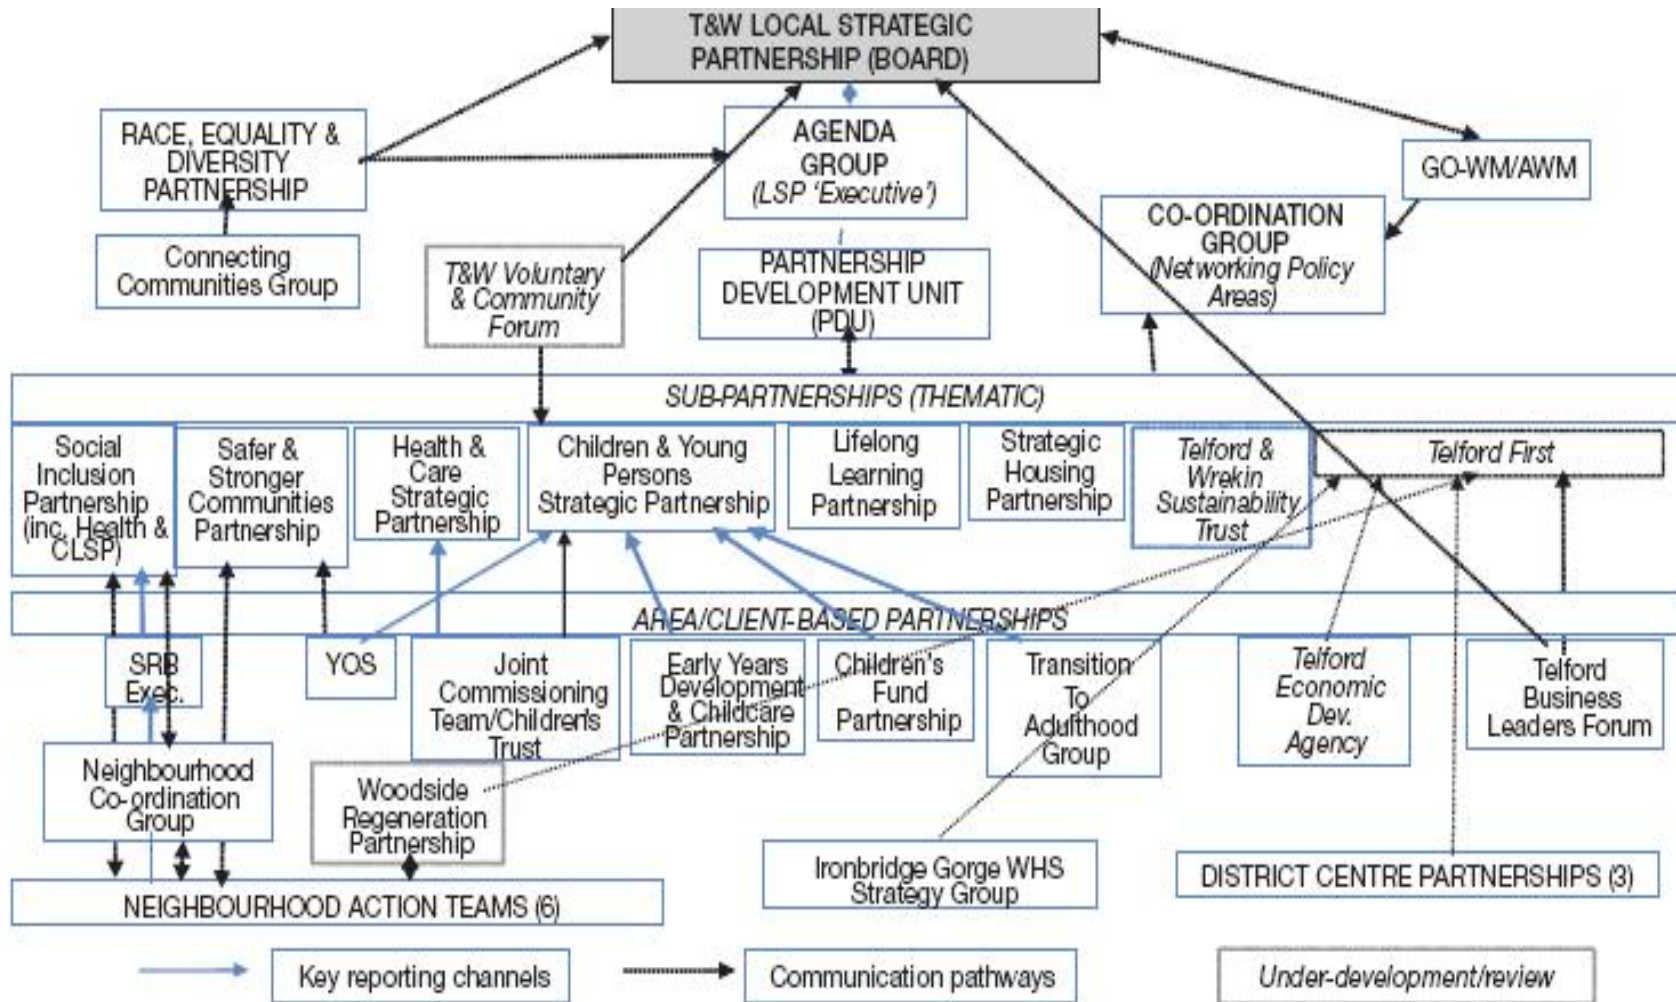 T&W LOCAL STRATEGIC
PARTNERSHIP (BOARD)
RACE, EQUALITY &
DIVERSITY
PARTNERSHIP
AGENDA
GROUP
(LSP ‘Executive’)
GO-WM/AWM
CO-ORDINATION
GROUP
(Networking Policy
Areas)
Connecting
Communities Group
T&W Voluntary
& Community
Forum
PARTNERSHIP
DEVELOPMENT UNIT
(PDU)
SUB-PARTNERSHIPS (THEMATIC)
Social
Inclusion
Partnership
(inc, Health &
CLSP)
Safer &
Stronger
Communities
Partnership
Health &
Care
Strategic
Partnership
Children & Young
Persons
Strategic Partnership
Lifelong
Learning
Partnership
Strategic
Housing
Partnership
Telford &
Wrekin
Sustainability
Trust
Telford First
AREA/CLIENT-BASED PARTNERSHIPS
SRB
Exec.
YOS
Joint
Commissioning
Team/Children's
Trust
Early Years
Development
& Childcare
Partnership
Children's
Fund
Partnership
Transition
To
Adulthood
Group
Telford
Economic
Dev.
Agency
Telford
Business
Leaders Forum
Neighbourhood
Co-ordination
Group
Woodside
Regeneration
Partnership
Ironbridge Gorge WHS
Strategy Group
DISTRICT CENTRE PARTNERSHIPS (3)
NEIGHBOURHOOD ACTION TEAMS (6)
Key reporting channels
Communication pathways
Under-development/review